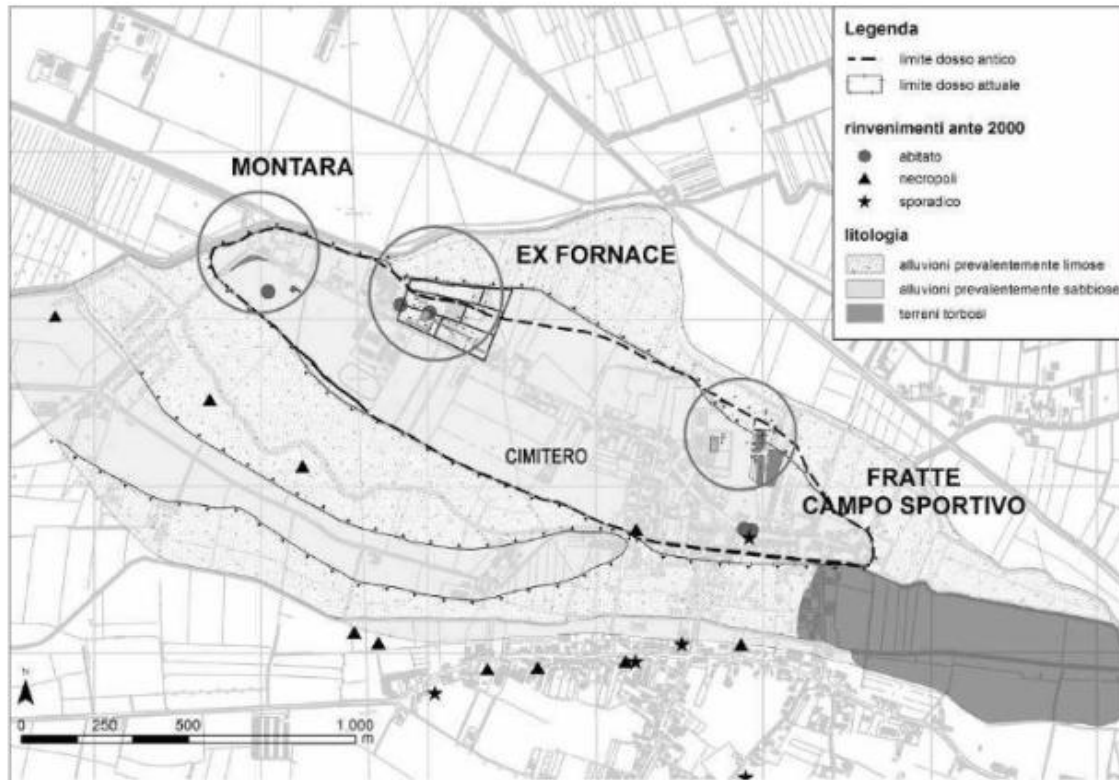 Legenda
limite dosso antico
limite dosso attuale
rinvenimenti ante 2000
abitato
necropoli
sporadico
litologia
alluvioni prevalentemente limose
alluvioni prevalentemente sabbiose
terreni torbosi
MONTARA
EX FORNACE
CIMITERO
FRATTE
CAMPO SPORTIVO
N
0 250 500 1.000
m